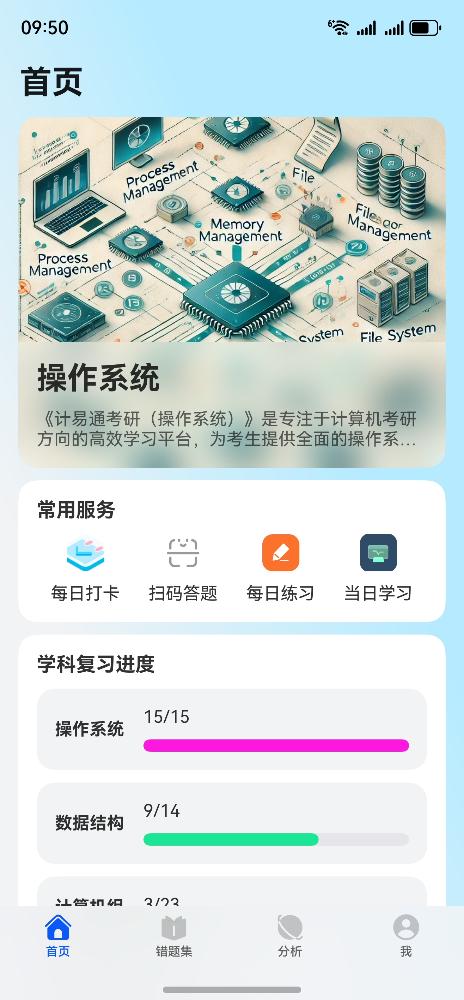 09:50
首页
Process
Management
File
Memory
Management
Management
Process
Management
System
File System
操作系统
《计易通考研（操作系统）》是专注于计算机考研
方向的高效学习平台，为考生提供全面的操作系...
常用服务
每日打卡
扫码答题
每日练习
当日学习
学科复习进度
15/15
操作系统
9/14
数据结构
计算机组
3/23
首页
错题集
分析
我